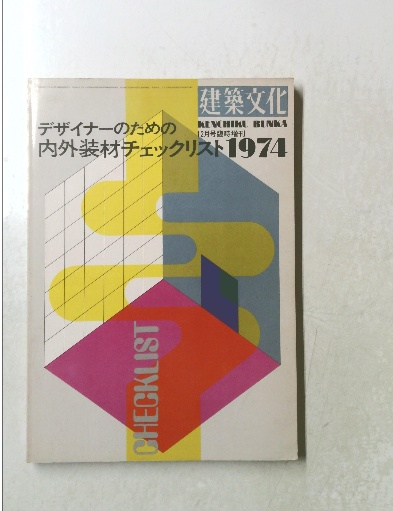 建築文化
KENCHIKU BUNKA
12月号臨時増刊
デザイナーのための
内外装材チェックリスト1974
CHECKLIST